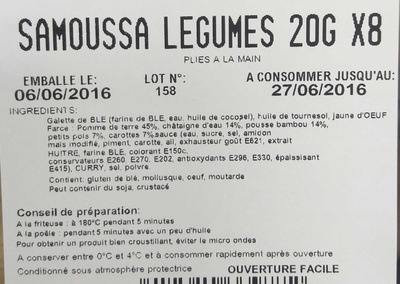 SAMOUSSA LEGUMES 20G X8
PLIES A LA MAIN
EMBALLE LE: LOT N°: A CONSOMMER JUSQU'AU:
06/06/2016 158 27/06/2016
INGREDIENTS:
Galette de BLE (farine de BLE, eau, huile de cocose), huile de tournesol, jaune d'OEUF
Farce : Pomme de terre 45%, châtaigne d'eau 14%, pousse bambou 14%,
petits pois 7%, carottes 7%,sauce (eau, sucre, sel, amidon
mais modifié, piment, carotte, ail, exhausteur goût E621, extrait
HUITRE, farine BLE, colorant E150c,
conservateurs E260, E270, E202, antioxydants E296, E330, épaississant
E415), CURRY, sel, poivre.
Contient: gluten de blé, mollusque, oeuf, moutarde
Peut contenir du soja, crustacé
Conseil de préparation:
A la friteuse : à 180°C pendant 5 minutes
A la poêle : pendant 5 minutes avec un peu d'huile
Pour obtenir un produit bien croustillant, éviter le micro ondes
A conserver entre 0°C et 4°C et à consommer rapidement après ouverture
Conditionné sous atmosphère protectrice OUVERTURE FACILE